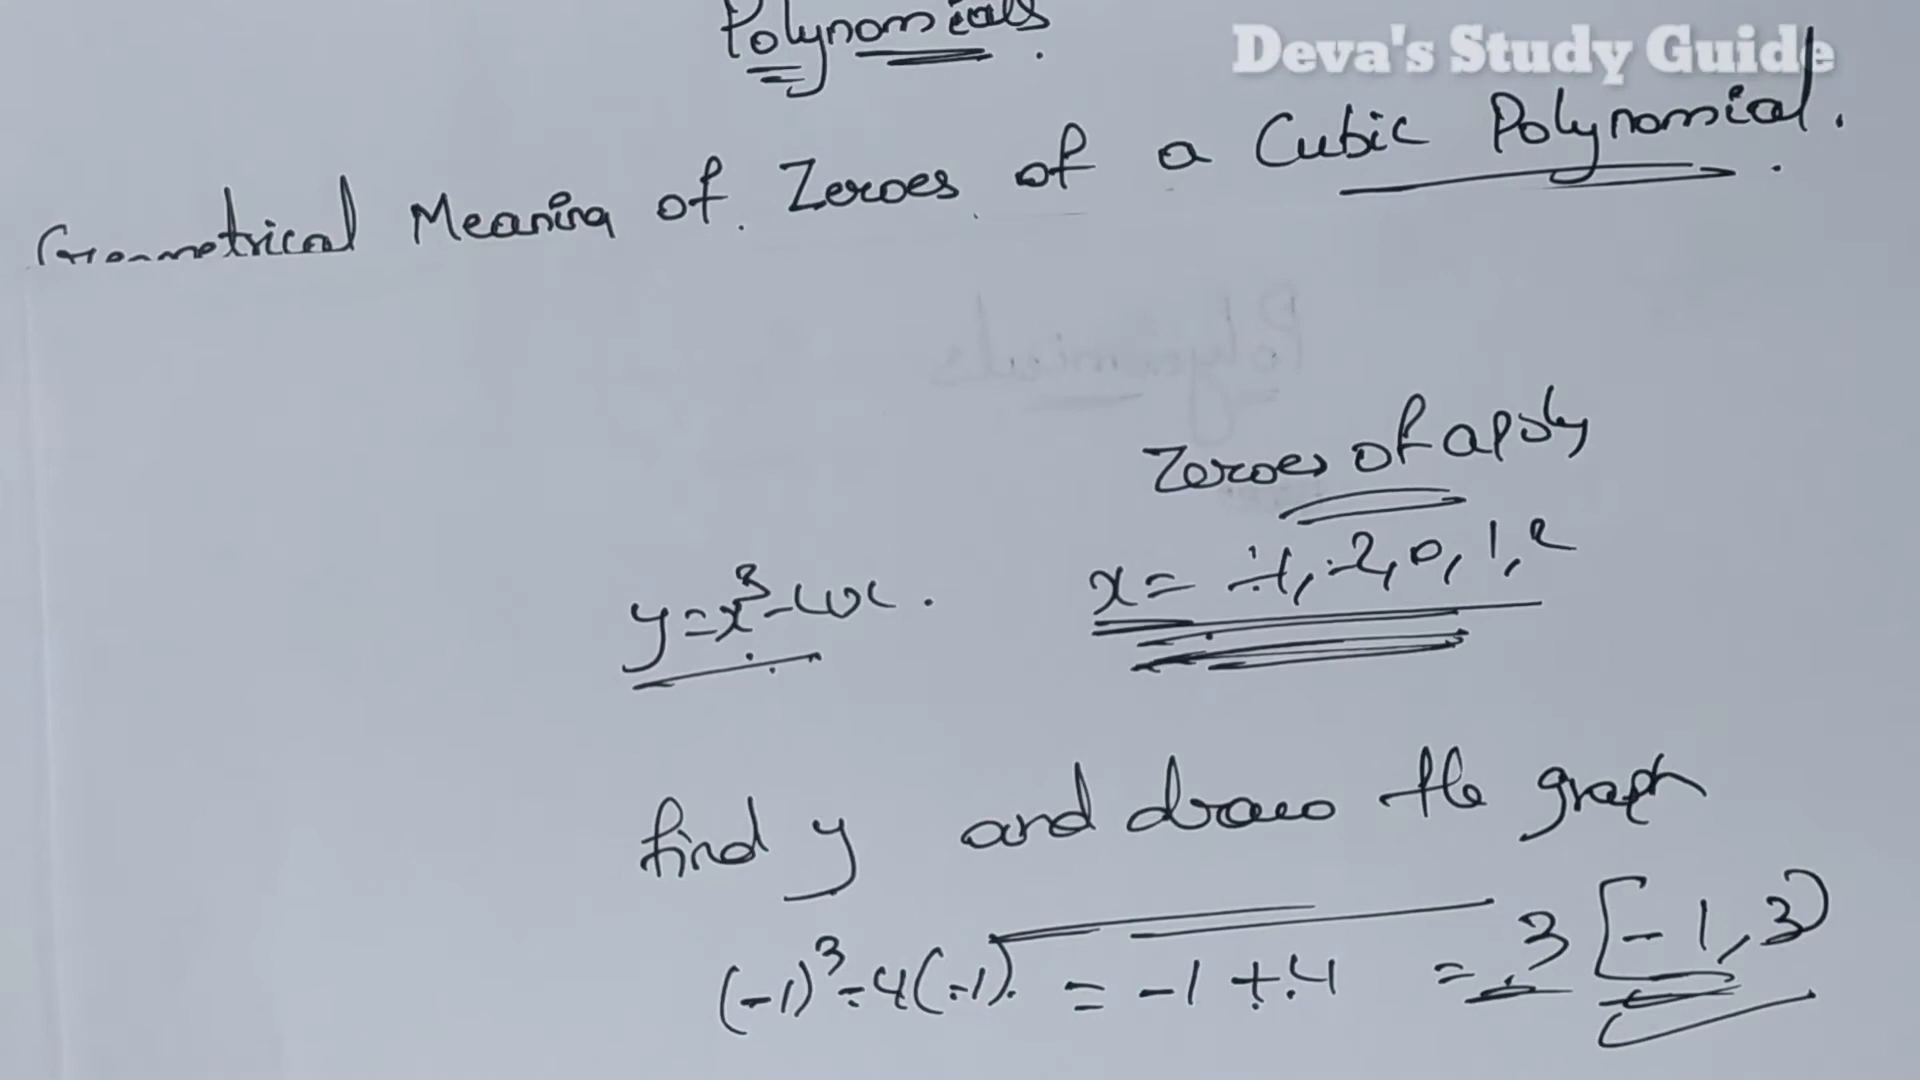 Polynomials.
Deva's Study Guide
Geometrical Meaning of Zeroes of a Cubic Polynomial.
Zeroes of a poly
y=x³-4x.
x= -1, -2, 0, 1, 2
find y and draw the graph
(-1)³-4(-1). = -1+4 = 3 [-1, 3)